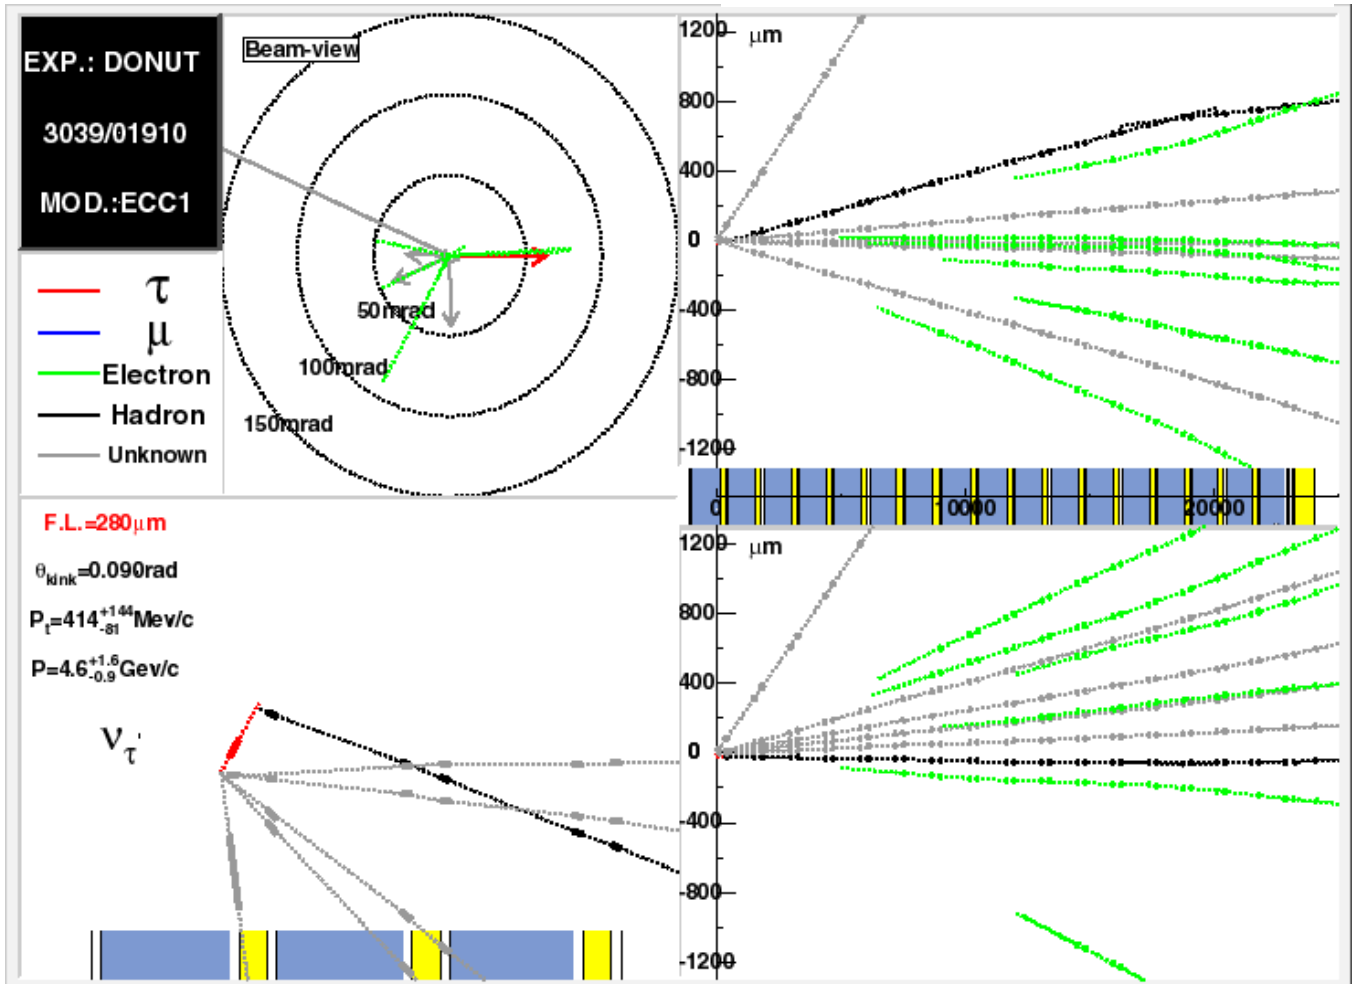 EXP.: DONUT
3039/01910
MOD.:ECC1
τ
μ
Electron
Hadron
Unknown
Beam-view
50mrad
100mrad
150mrad
F.L.=280μm
θkink=0.090rad
Pt=414+144-81Mev/c
P=4.6+1.6-0.9Gev/c
ντ
1200
μm
800
400
0
-400
-800
-1200
0
10000
20000
1200
μm
800
400
0
-400
-800
-1200